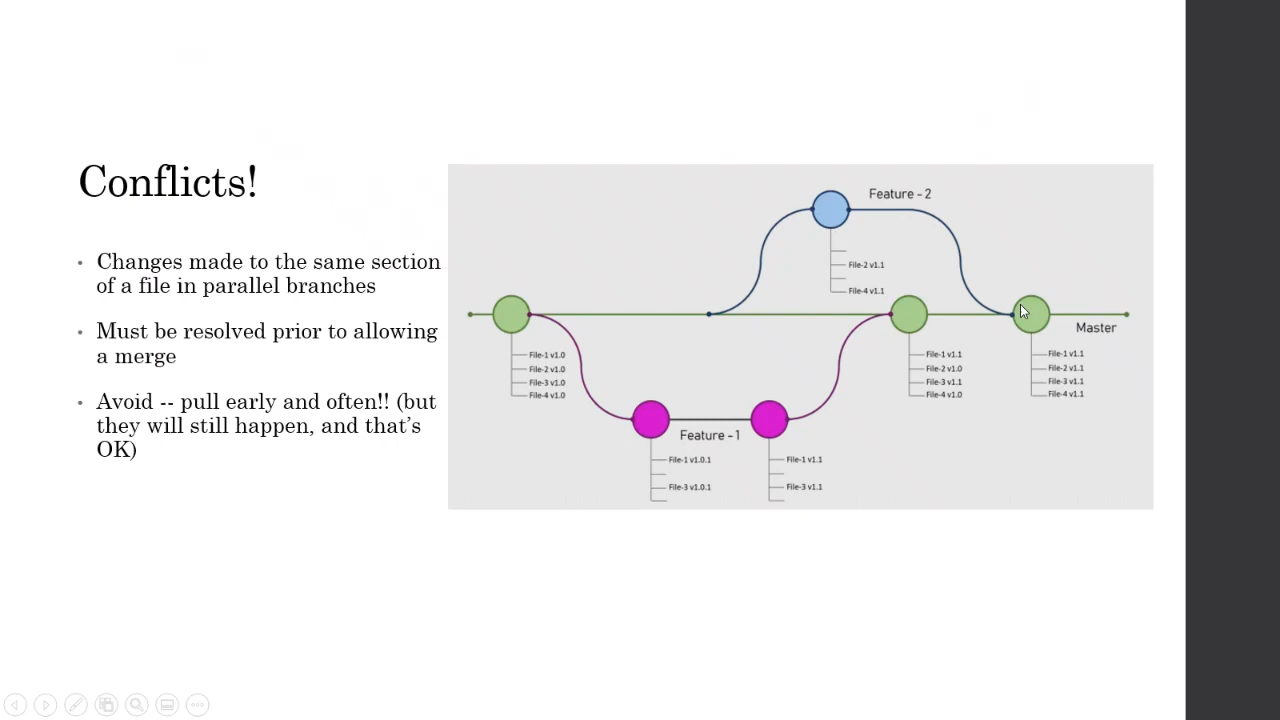 Conflicts!
• Changes made to the same section
of a file in parallel branches
• Must be resolved prior to allowing
a merge
• Avoid -- pull early and often!! (but
they will still happen, and that’s
OK)
Feature - 2
File-2 v1.1
File-4 v1.1
Master
File-1 v1.0
File-2 v1.0
File-3 v1.0
File-4 v1.0
File-1 v1.1
File-2 v1.0
File-3 v1.1
File-4 v1.0
File-1 v1.1
File-2 v1.1
File-3 v1.1
File-4 v1.1
Feature - 1
File-1 v1.0.1
File-3 v1.0.1
File-1 v1.1
File-3 v1.1